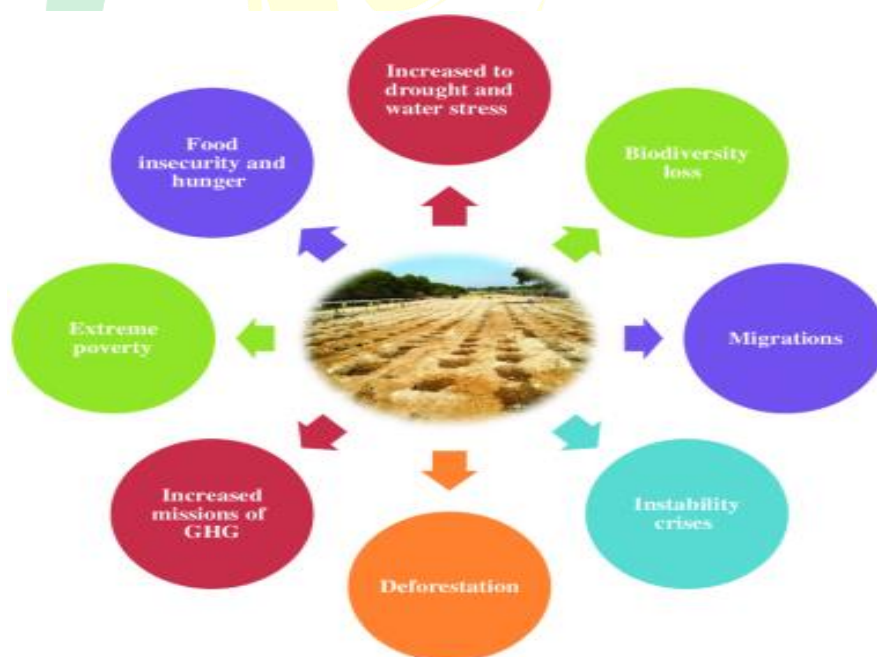 Increased to
drought and
water stress
Biodiversity
loss
Migrations
Instability
crises
Deforestation
Increased
missions of
GHG
Extreme
poverty
Food
insecurity and
hunger